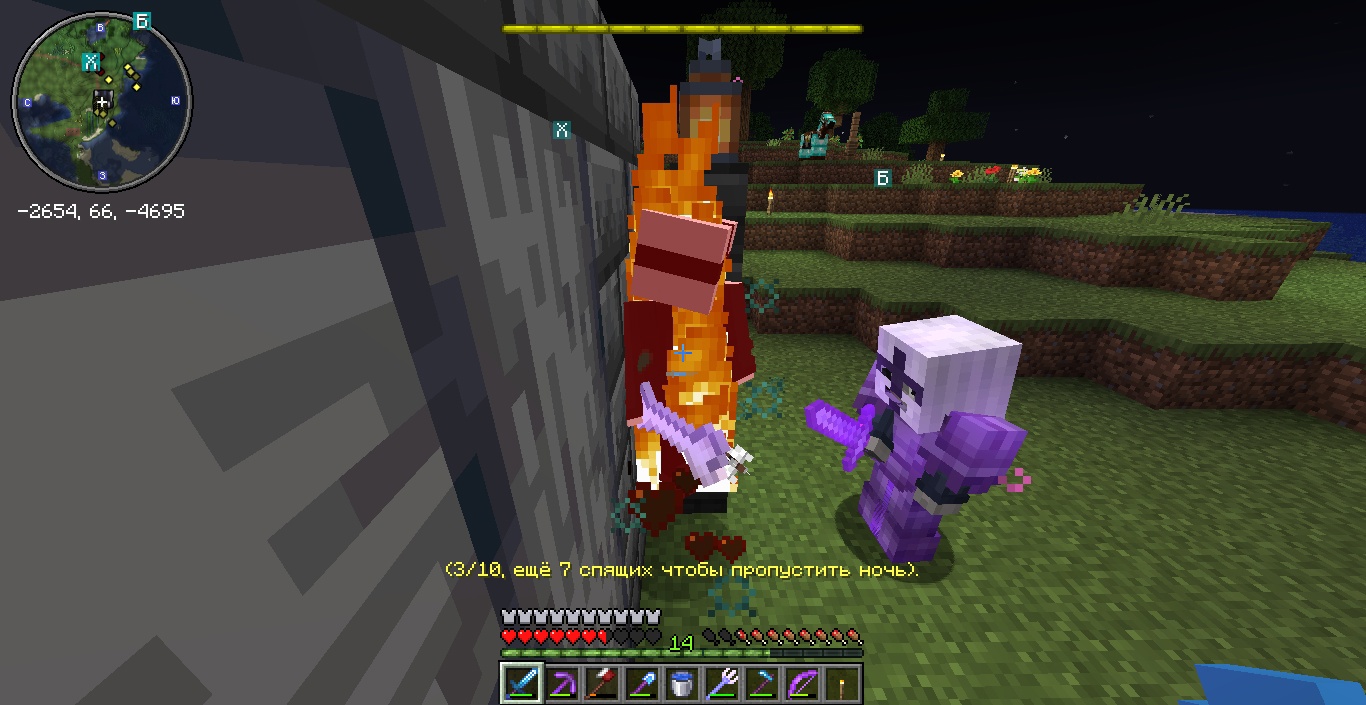 Б
В
X
С
Ю
З
-2654, 66, -4695
X
Б
(3/10, ещё 7 спящих чтобы пропустить ночь).
14